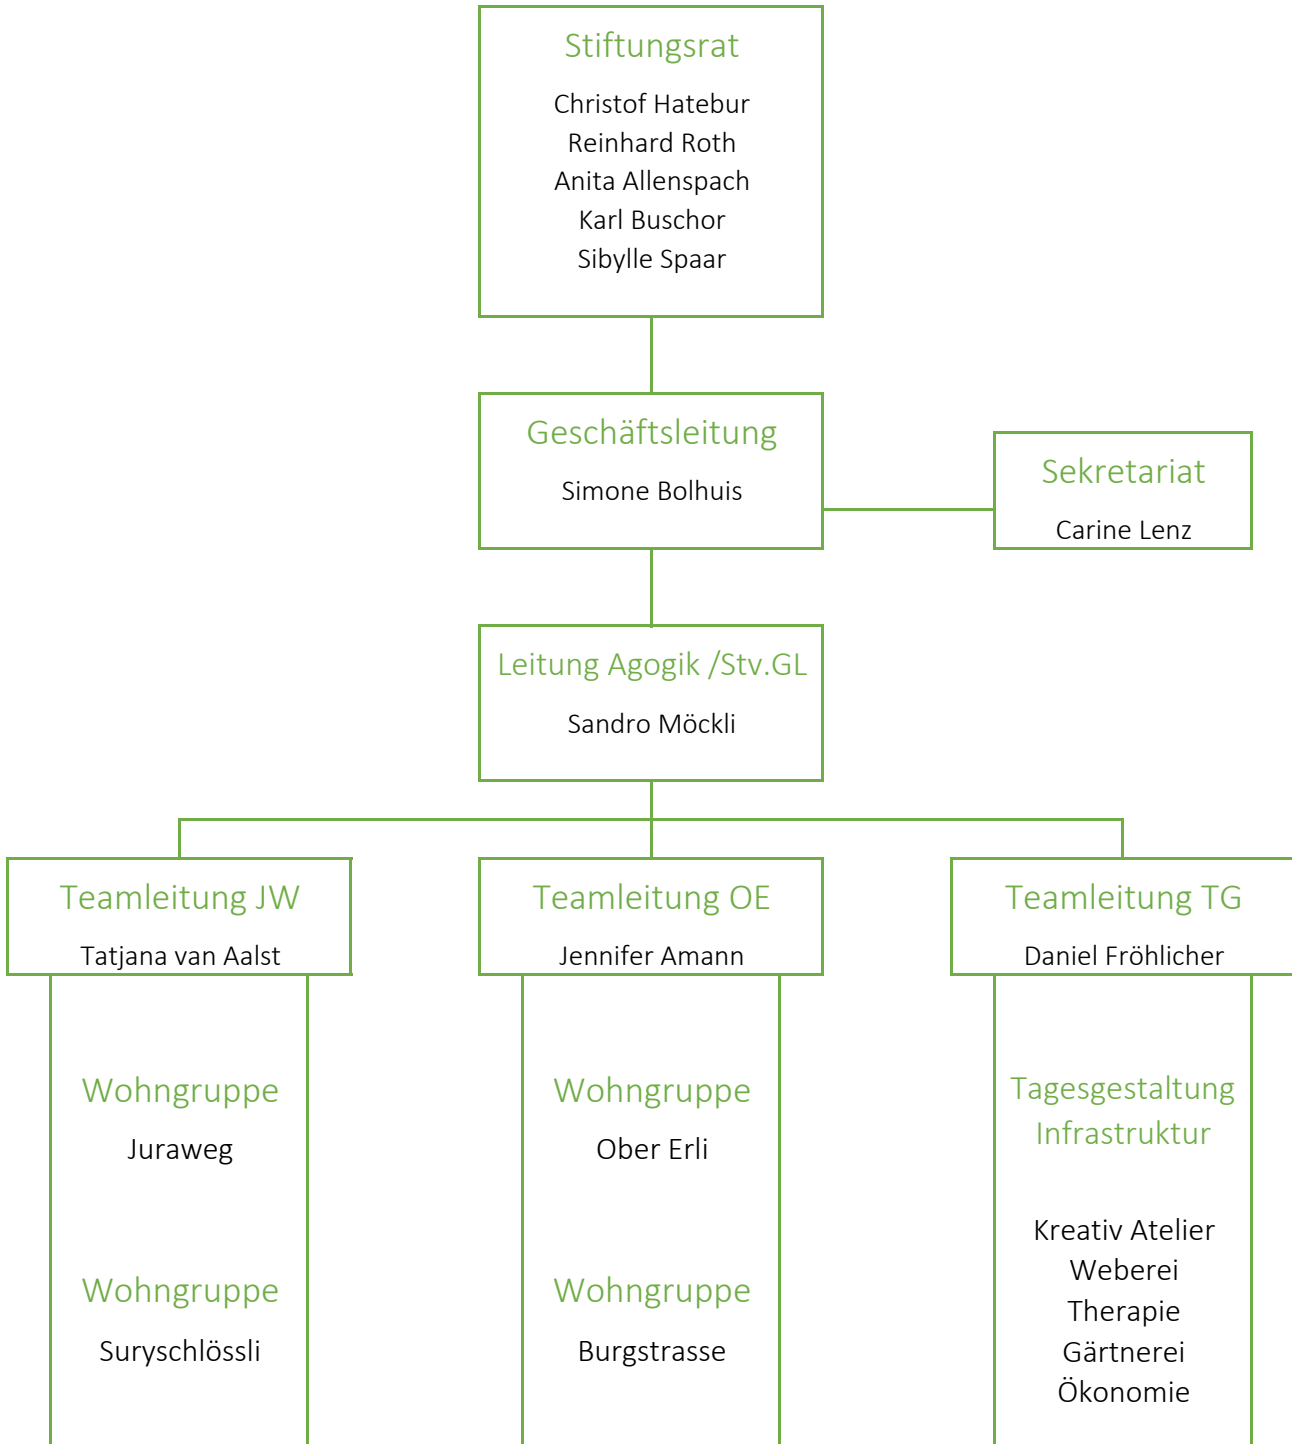 Stiftungsrat
Christof Hatebur
Reinhard Roth
Anita Allenspach
Karl Buschor
Sibylle Spaar
Geschäftsleitung
Simone Bolhuis
Sekretariat
Carine Lenz
Leitung Agogik /Stv.GL
Sandro Möckli
Teamleitung JW
Tatjana van Aalst
Teamleitung OE
Jennifer Amann
Teamleitung TG
Daniel Fröhlicher
Wohngruppe
Juraweg
Wohngruppe
Suryschlössli
Wohngruppe
Ober Erli
Wohngruppe
Burgstrasse
Tagesgestaltung
Infrastruktur
Kreativ Atelier
Weberei
Therapie
Gärtnerei
Ökonomie